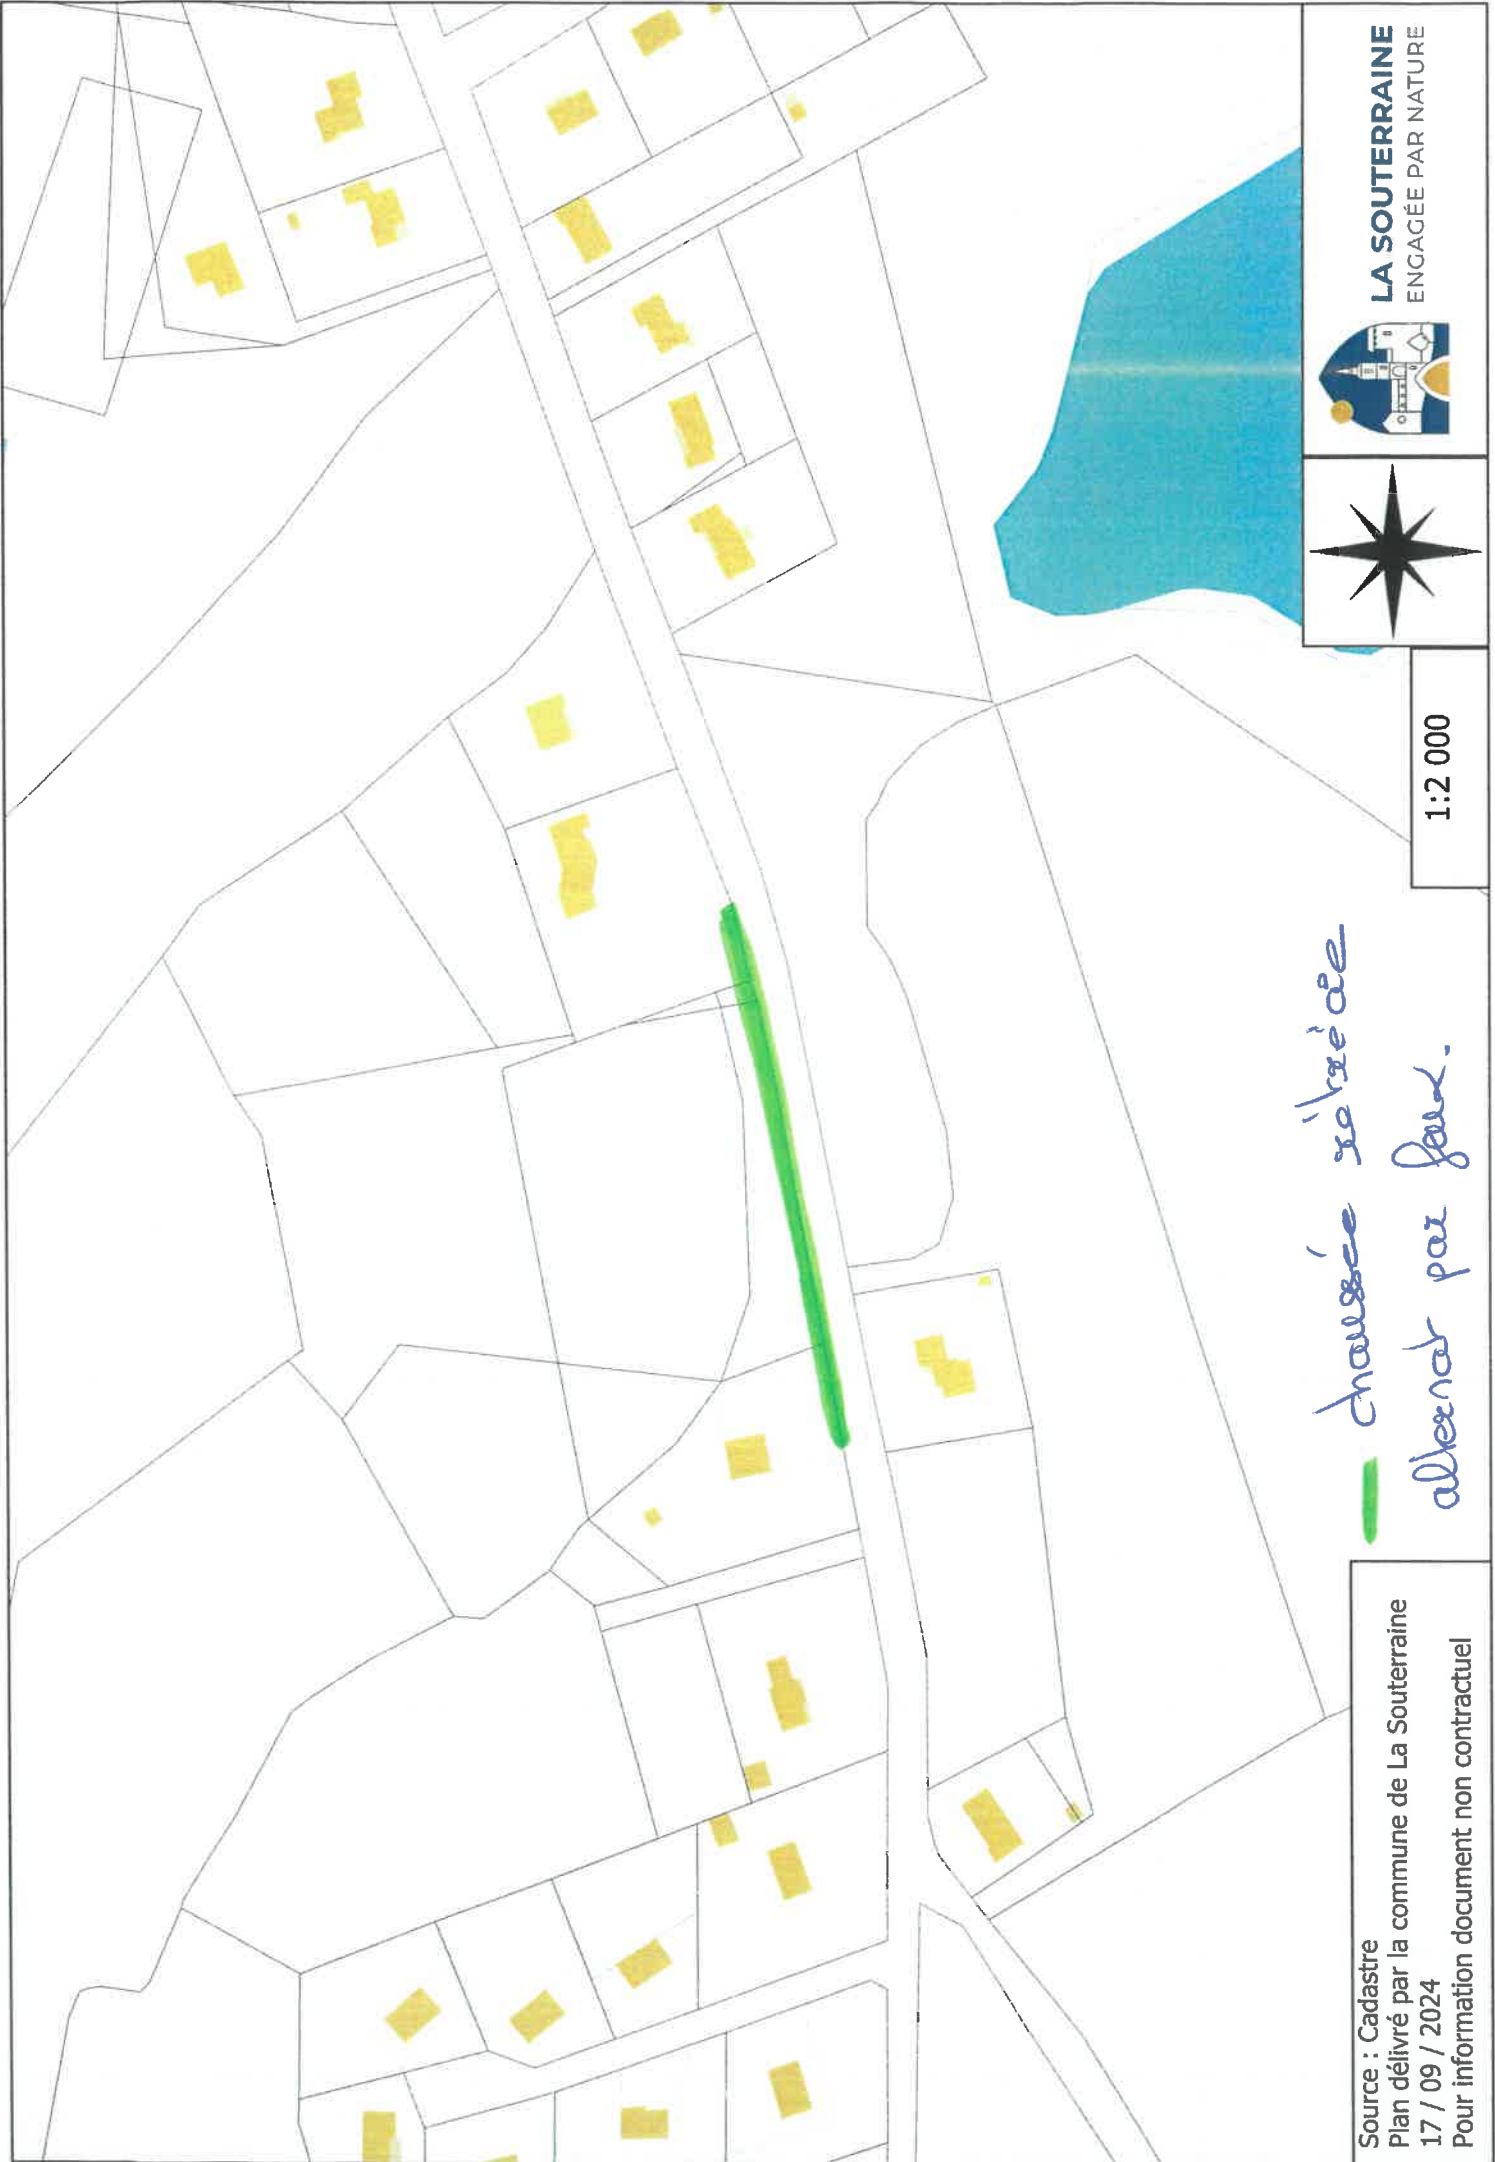 Source : Cadastre
Plan délivré par la commune de La Souterraine
17 / 09 / 2024
Pour information document non contractuel
chaussée rétrécie
alternat par feux.
1:2 000
LA SOUTERRAINE
ENGAGÉE PAR NATURE